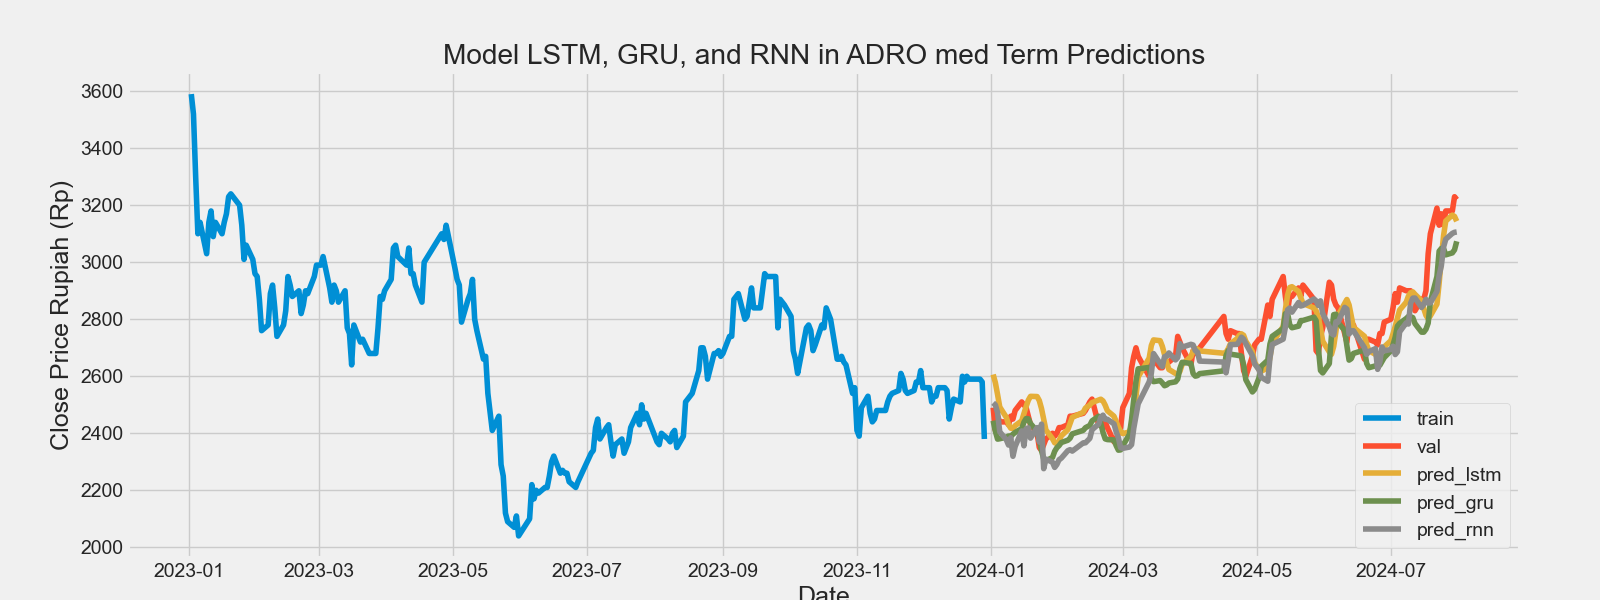 Model LSTM, GRU, and RNN in ADRO med Term Predictions
Close Price Rupiah (Rp)
3600
3400
3200
3000
2800
2600
2400
2200
2000
train
val
pred_lstm
pred_gru
pred_rnn
2023-01 2023-03 2023-05 2023-07 2023-09 2023-11 2024-01 2024-03 2024-05 2024-07
Date